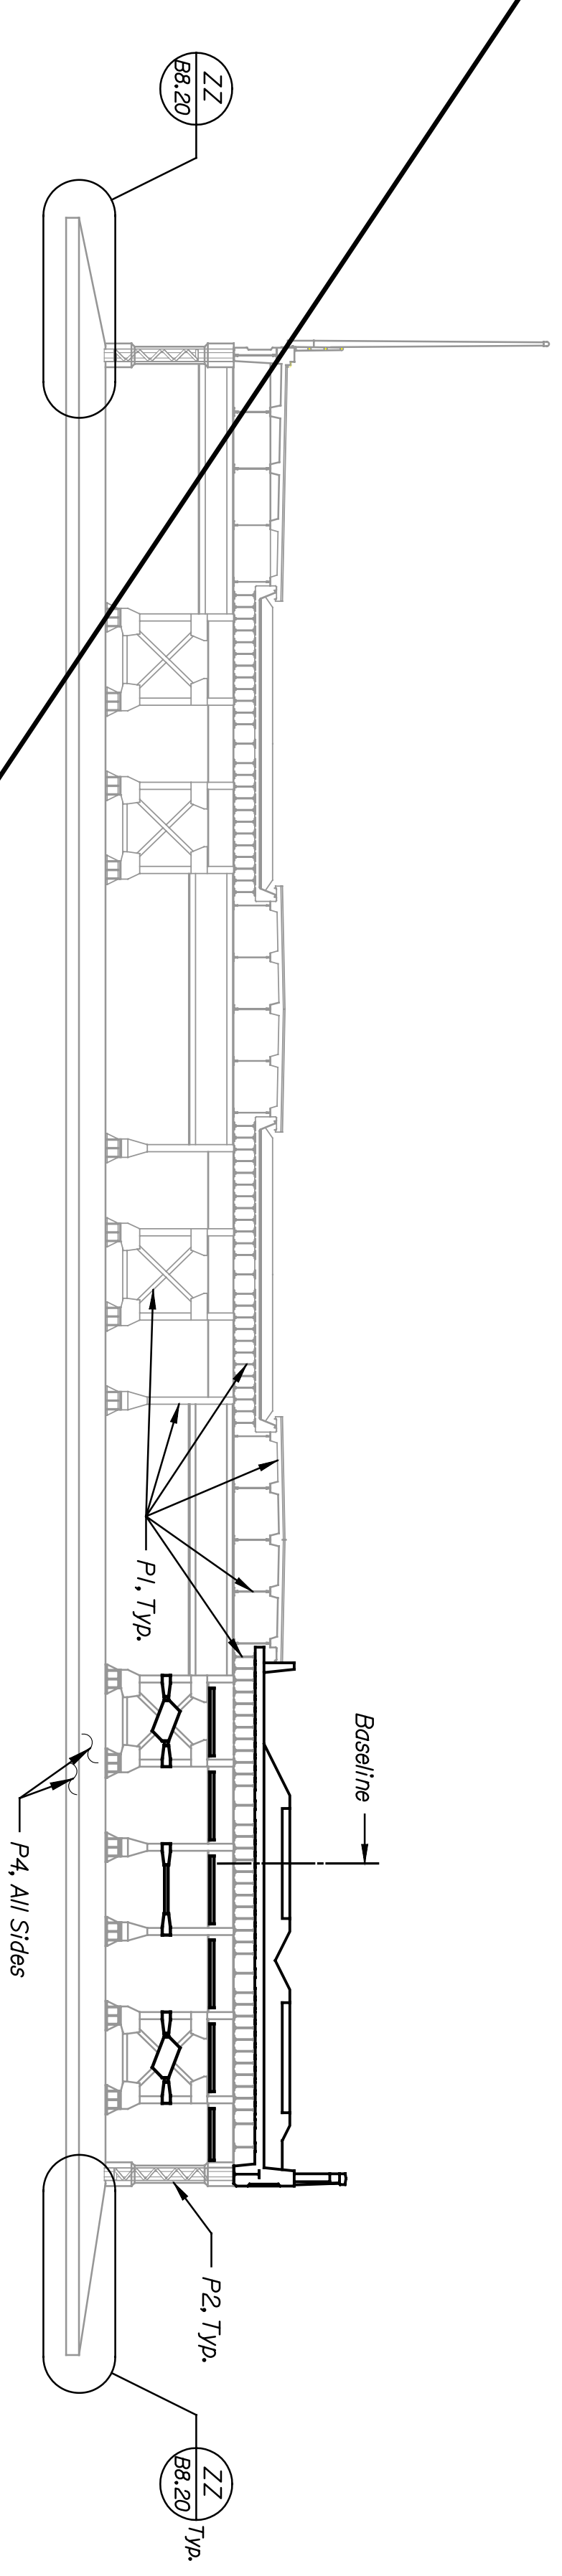 ZZ
B8.20
P1, Typ.
Baseline
P4, All Sides
P2, Typ.
ZZ
B8.20
Typ.